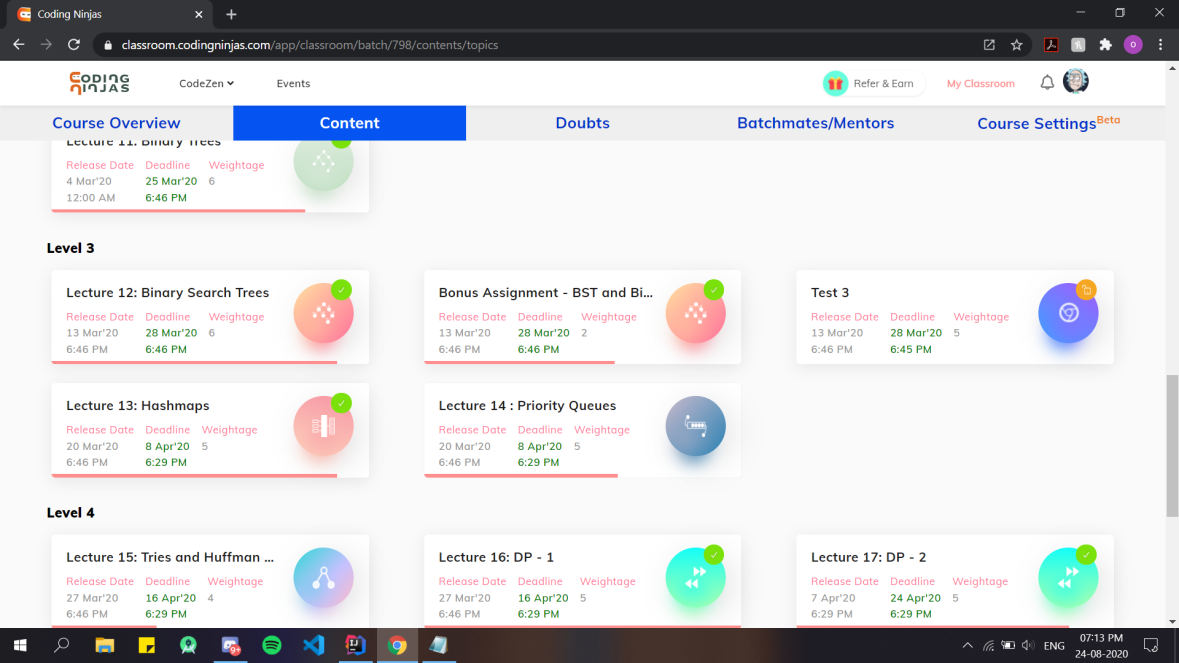 Coding Ninjas
classroom.codingninjas.com/app/classroom/batch/798/contents/topics
CODING NINJAS
CodeZen
Events
Refer & Earn
My Classroom
Course Overview
Content
Doubts
Batchmates/Mentors
Course Settings Beta
Lecture 11: Binary Trees
Release Date Deadline Weightage
4 Mar'20 25 Mar'20 6
12:00 AM 6:46 PM
Level 3
Lecture 12: Binary Search Trees
Release Date Deadline Weightage
13 Mar'20 28 Mar'20 6
6:46 PM 6:46 PM
Bonus Assignment - BST and Bi...
Release Date Deadline Weightage
13 Mar'20 28 Mar'20 2
6:46 PM 6:46 PM
Test 3
Release Date Deadline Weightage
13 Mar'20 28 Mar'20 5
6:46 PM 6:45 PM
Lecture 13: Hashmaps
Release Date Deadline Weightage
20 Mar'20 8 Apr'20 5
6:46 PM 6:29 PM
Lecture 14 : Priority Queues
Release Date Deadline Weightage
20 Mar'20 8 Apr'20 5
6:46 PM 6:29 PM
Level 4
Lecture 15: Tries and Huffman ...
Release Date Deadline Weightage
27 Mar'20 16 Apr'20 4
6:46 PM 6:29 PM
Lecture 16: DP - 1
Release Date Deadline Weightage
27 Mar'20 16 Apr'20 5
6:46 PM 6:29 PM
Lecture 17: DP - 2
Release Date Deadline Weightage
7 Apr'20 24 Apr'20 5
6:29 PM 6:29 PM
9+
IJ
ENG
07:13 PM
24-08-2020